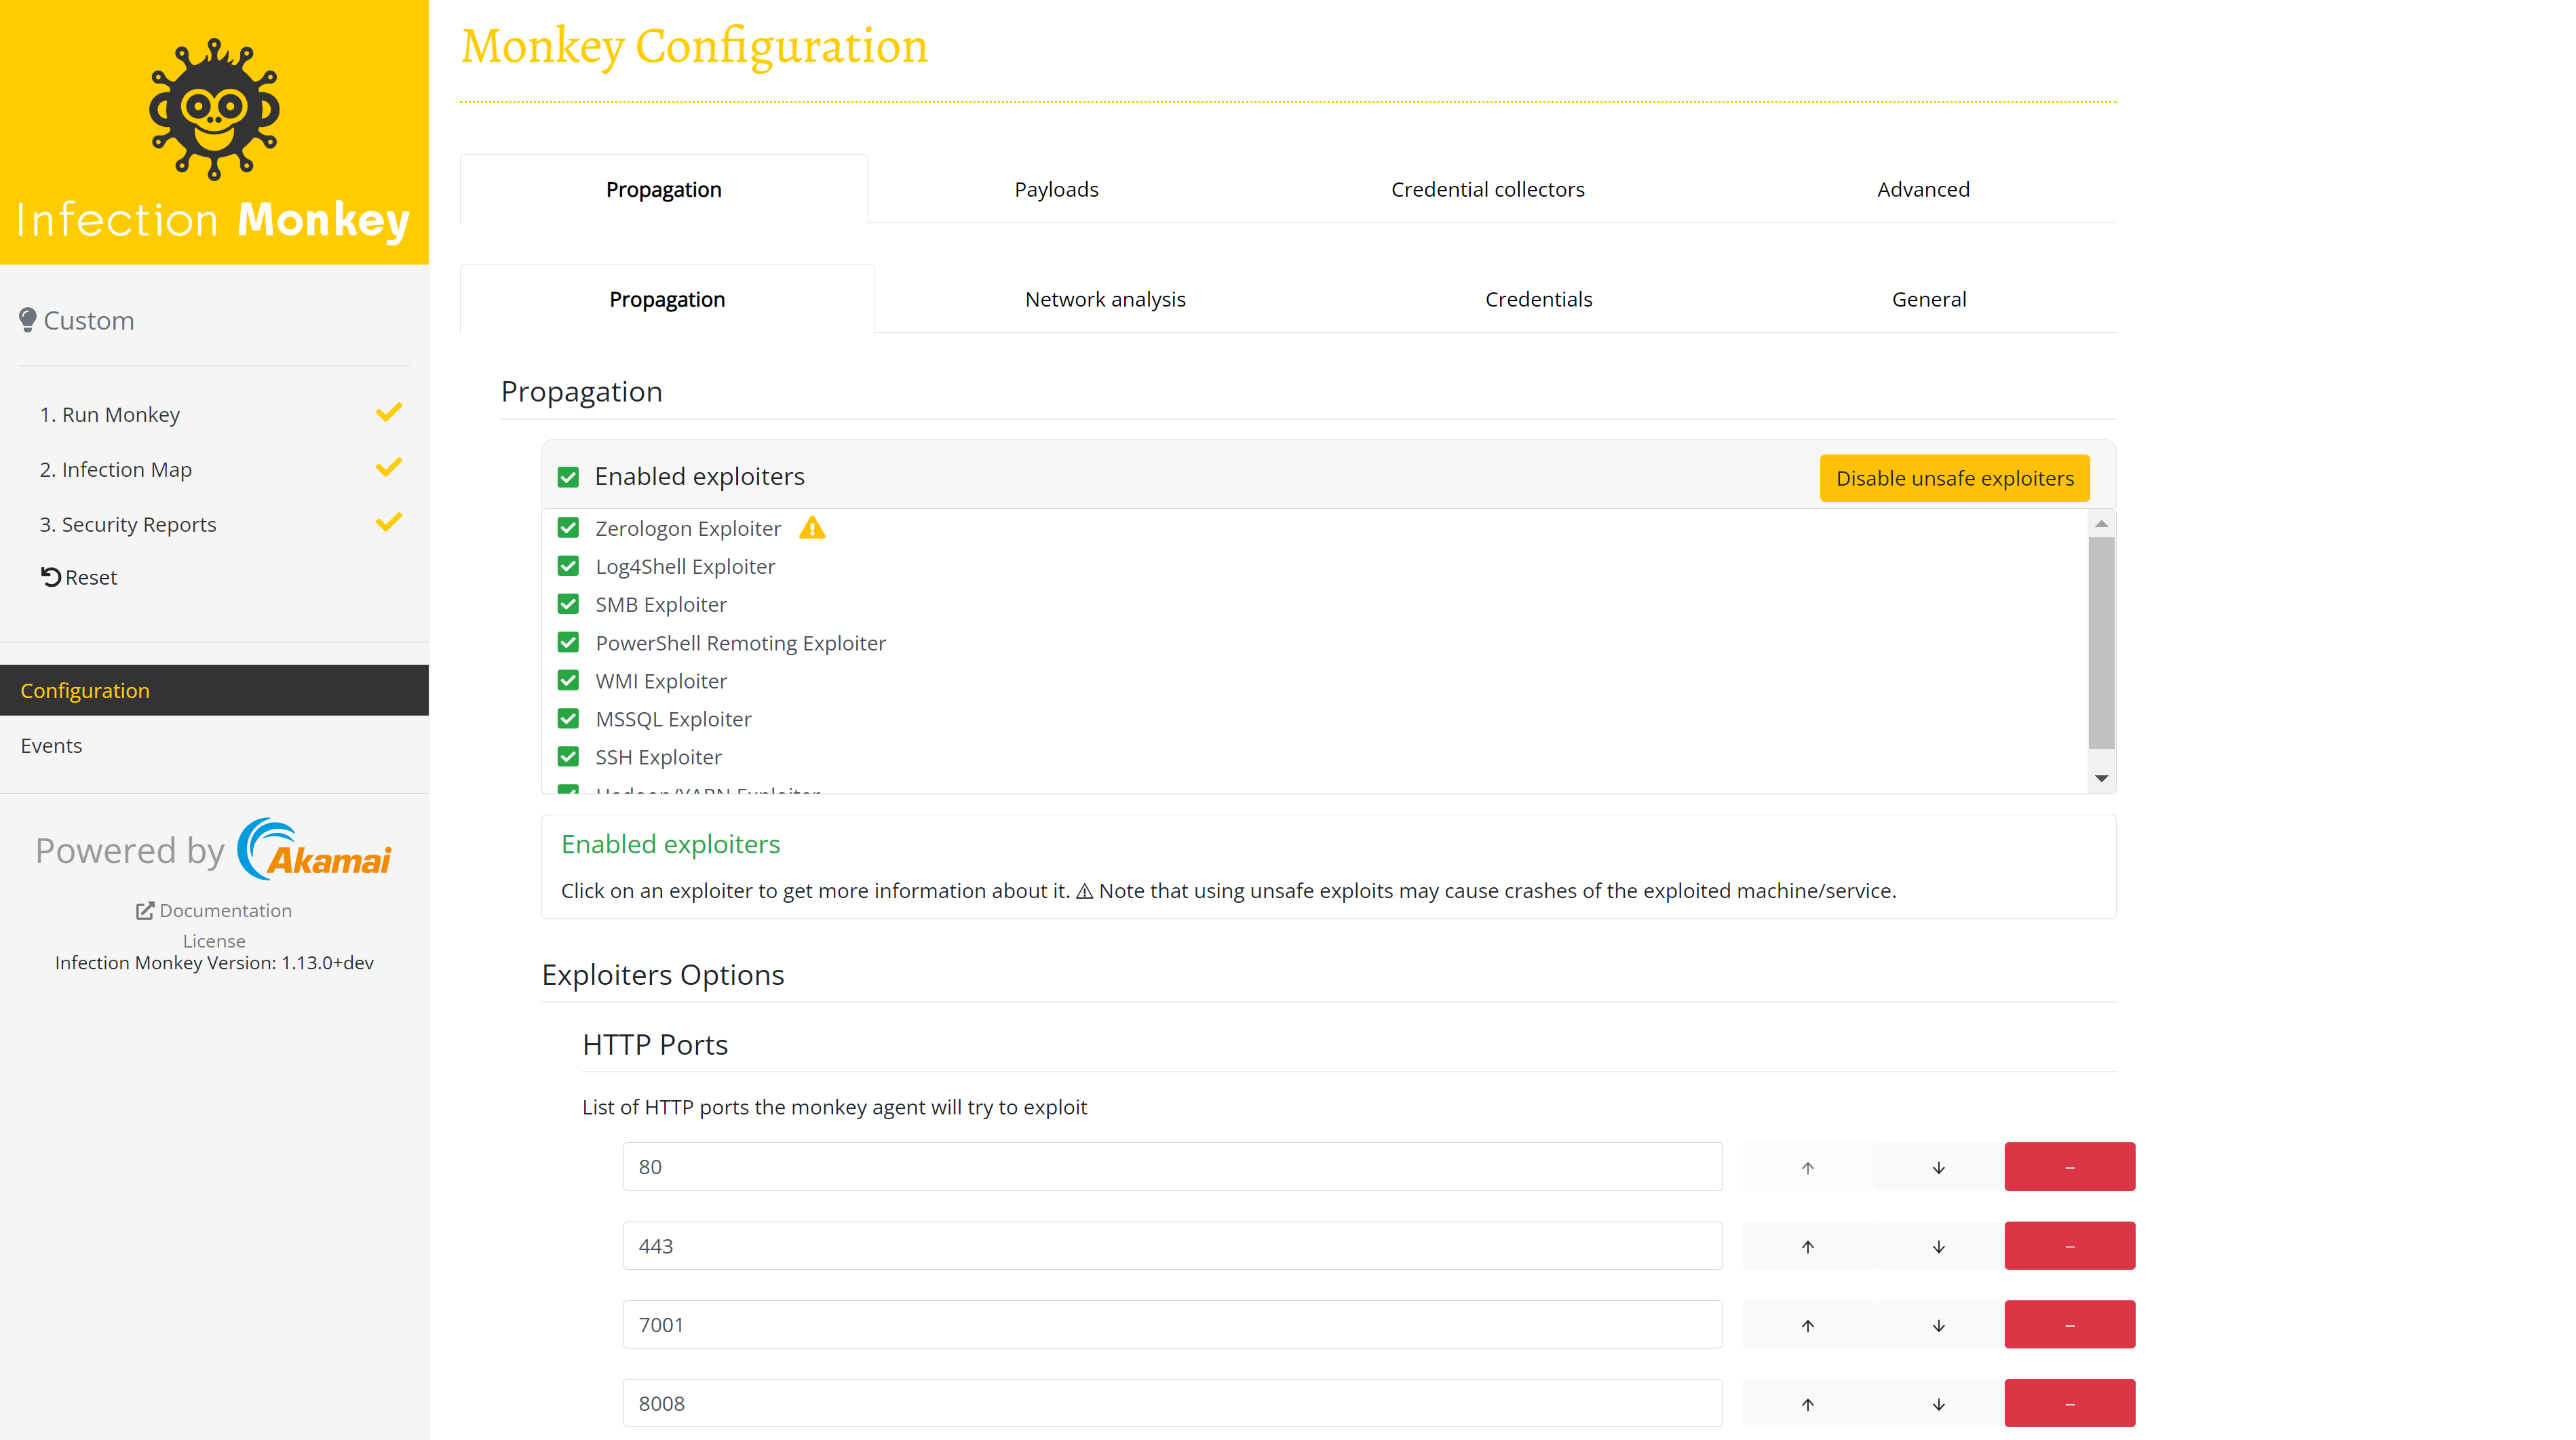 Infection Monkey
Custom
1. Run Monkey
2. Infection Map
3. Security Reports
Reset
Configuration
Events
Powered by Akamai
Documentation
License
Infection Monkey Version: 1.13.0+dev
Monkey Configuration
Propagation Payloads Credential collectors Advanced
Propagation Network analysis Credentials General
Propagation
Enabled exploiters Disable unsafe exploiters
Zerologon Exploiter
Log4Shell Exploiter
SMB Exploiter
PowerShell Remoting Exploiter
WMI Exploiter
MSSQL Exploiter
SSH Exploiter
Hadoop/YARN Exploiter
Enabled exploiters
Click on an exploiter to get more information about it. ⚠ Note that using unsafe exploits may cause crashes of the exploited machine/service.
Exploiters Options
HTTP Ports
List of HTTP ports the monkey agent will try to exploit
80
443
7001
8008